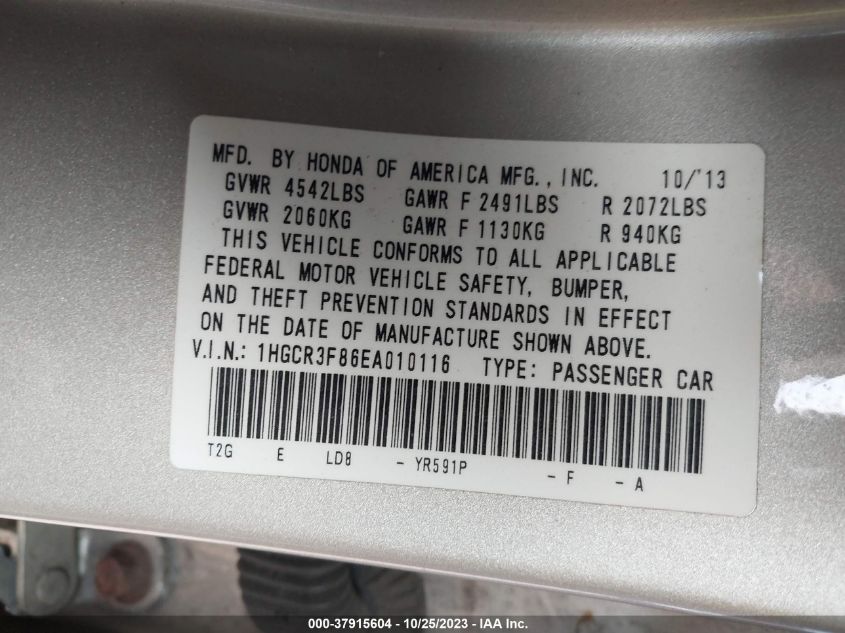 MFD. BY HONDA OF AMERICA MFG., INC. 10/'13
GVWR 4542LBS GAWR F 2491LBS R 2072LBS
GVWR 2060KG GAWR F 1130KG R 940KG
THIS VEHICLE CONFORMS TO ALL APPLICABLE
FEDERAL MOTOR VEHICLE SAFETY, BUMPER,
AND THEFT PREVENTION STANDARDS IN EFFECT
ON THE DATE OF MANUFACTURE SHOWN ABOVE.
V.I.N.: 1HGCR3F86EA010116 TYPE: PASSENGER CAR
T2G E LD8 - YR591P - F - A
000-37915604 - 10/25/2023 - IAA Inc.